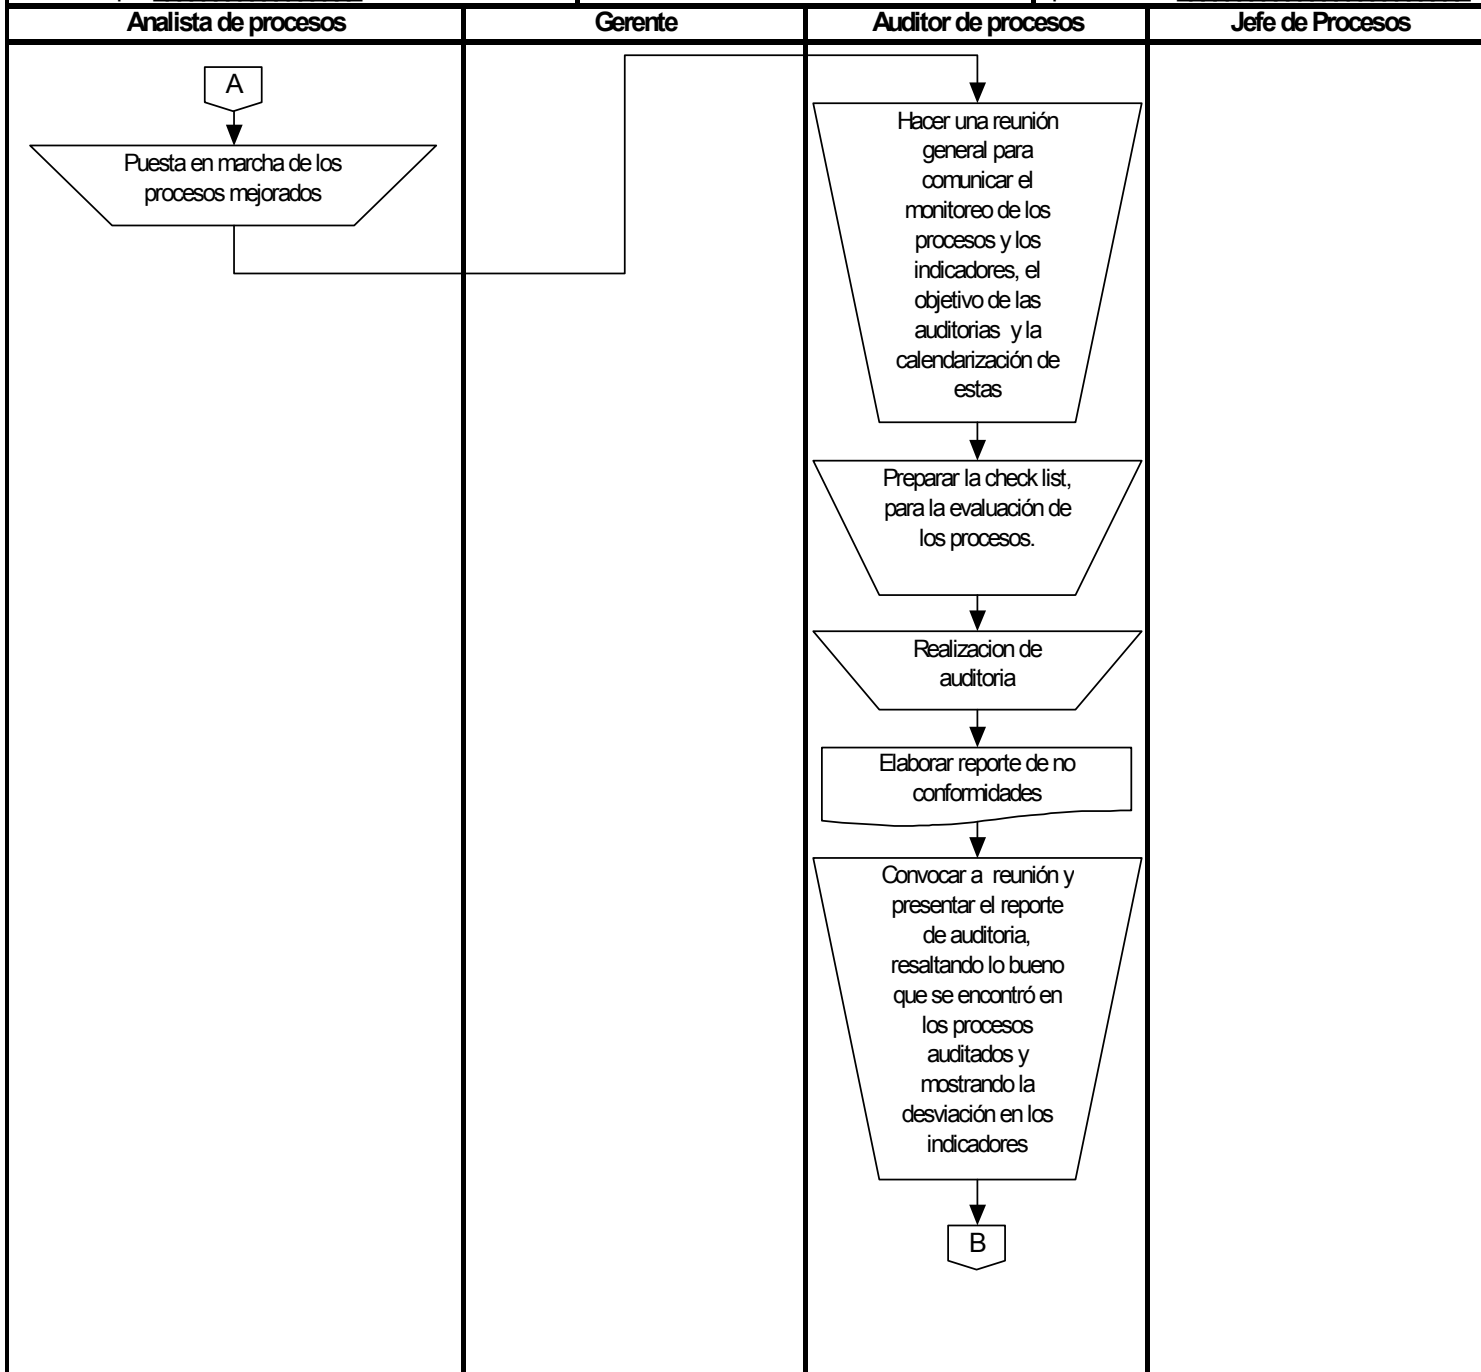 Analista de procesos
Gerente
Auditor de procesos
Jefe de Procesos
A
Puesta en marcha de los
procesos mejorados
Hacer una reunión
general para
comunicar el
monitoreo de los
procesos y los
indicadores, el
objetivo de las
auditorias y la
calendarización de
estas
Preparar la check list,
para la evaluación de
los procesos.
Realizacion de
auditoria
Elaborar reporte de no
conformidades
Convocar a reunión y
presentar el reporte
de auditoria,
resaltando lo bueno
que se encontró en
los procesos
auditados y
mostrando la
desviación en los
indicadores
B